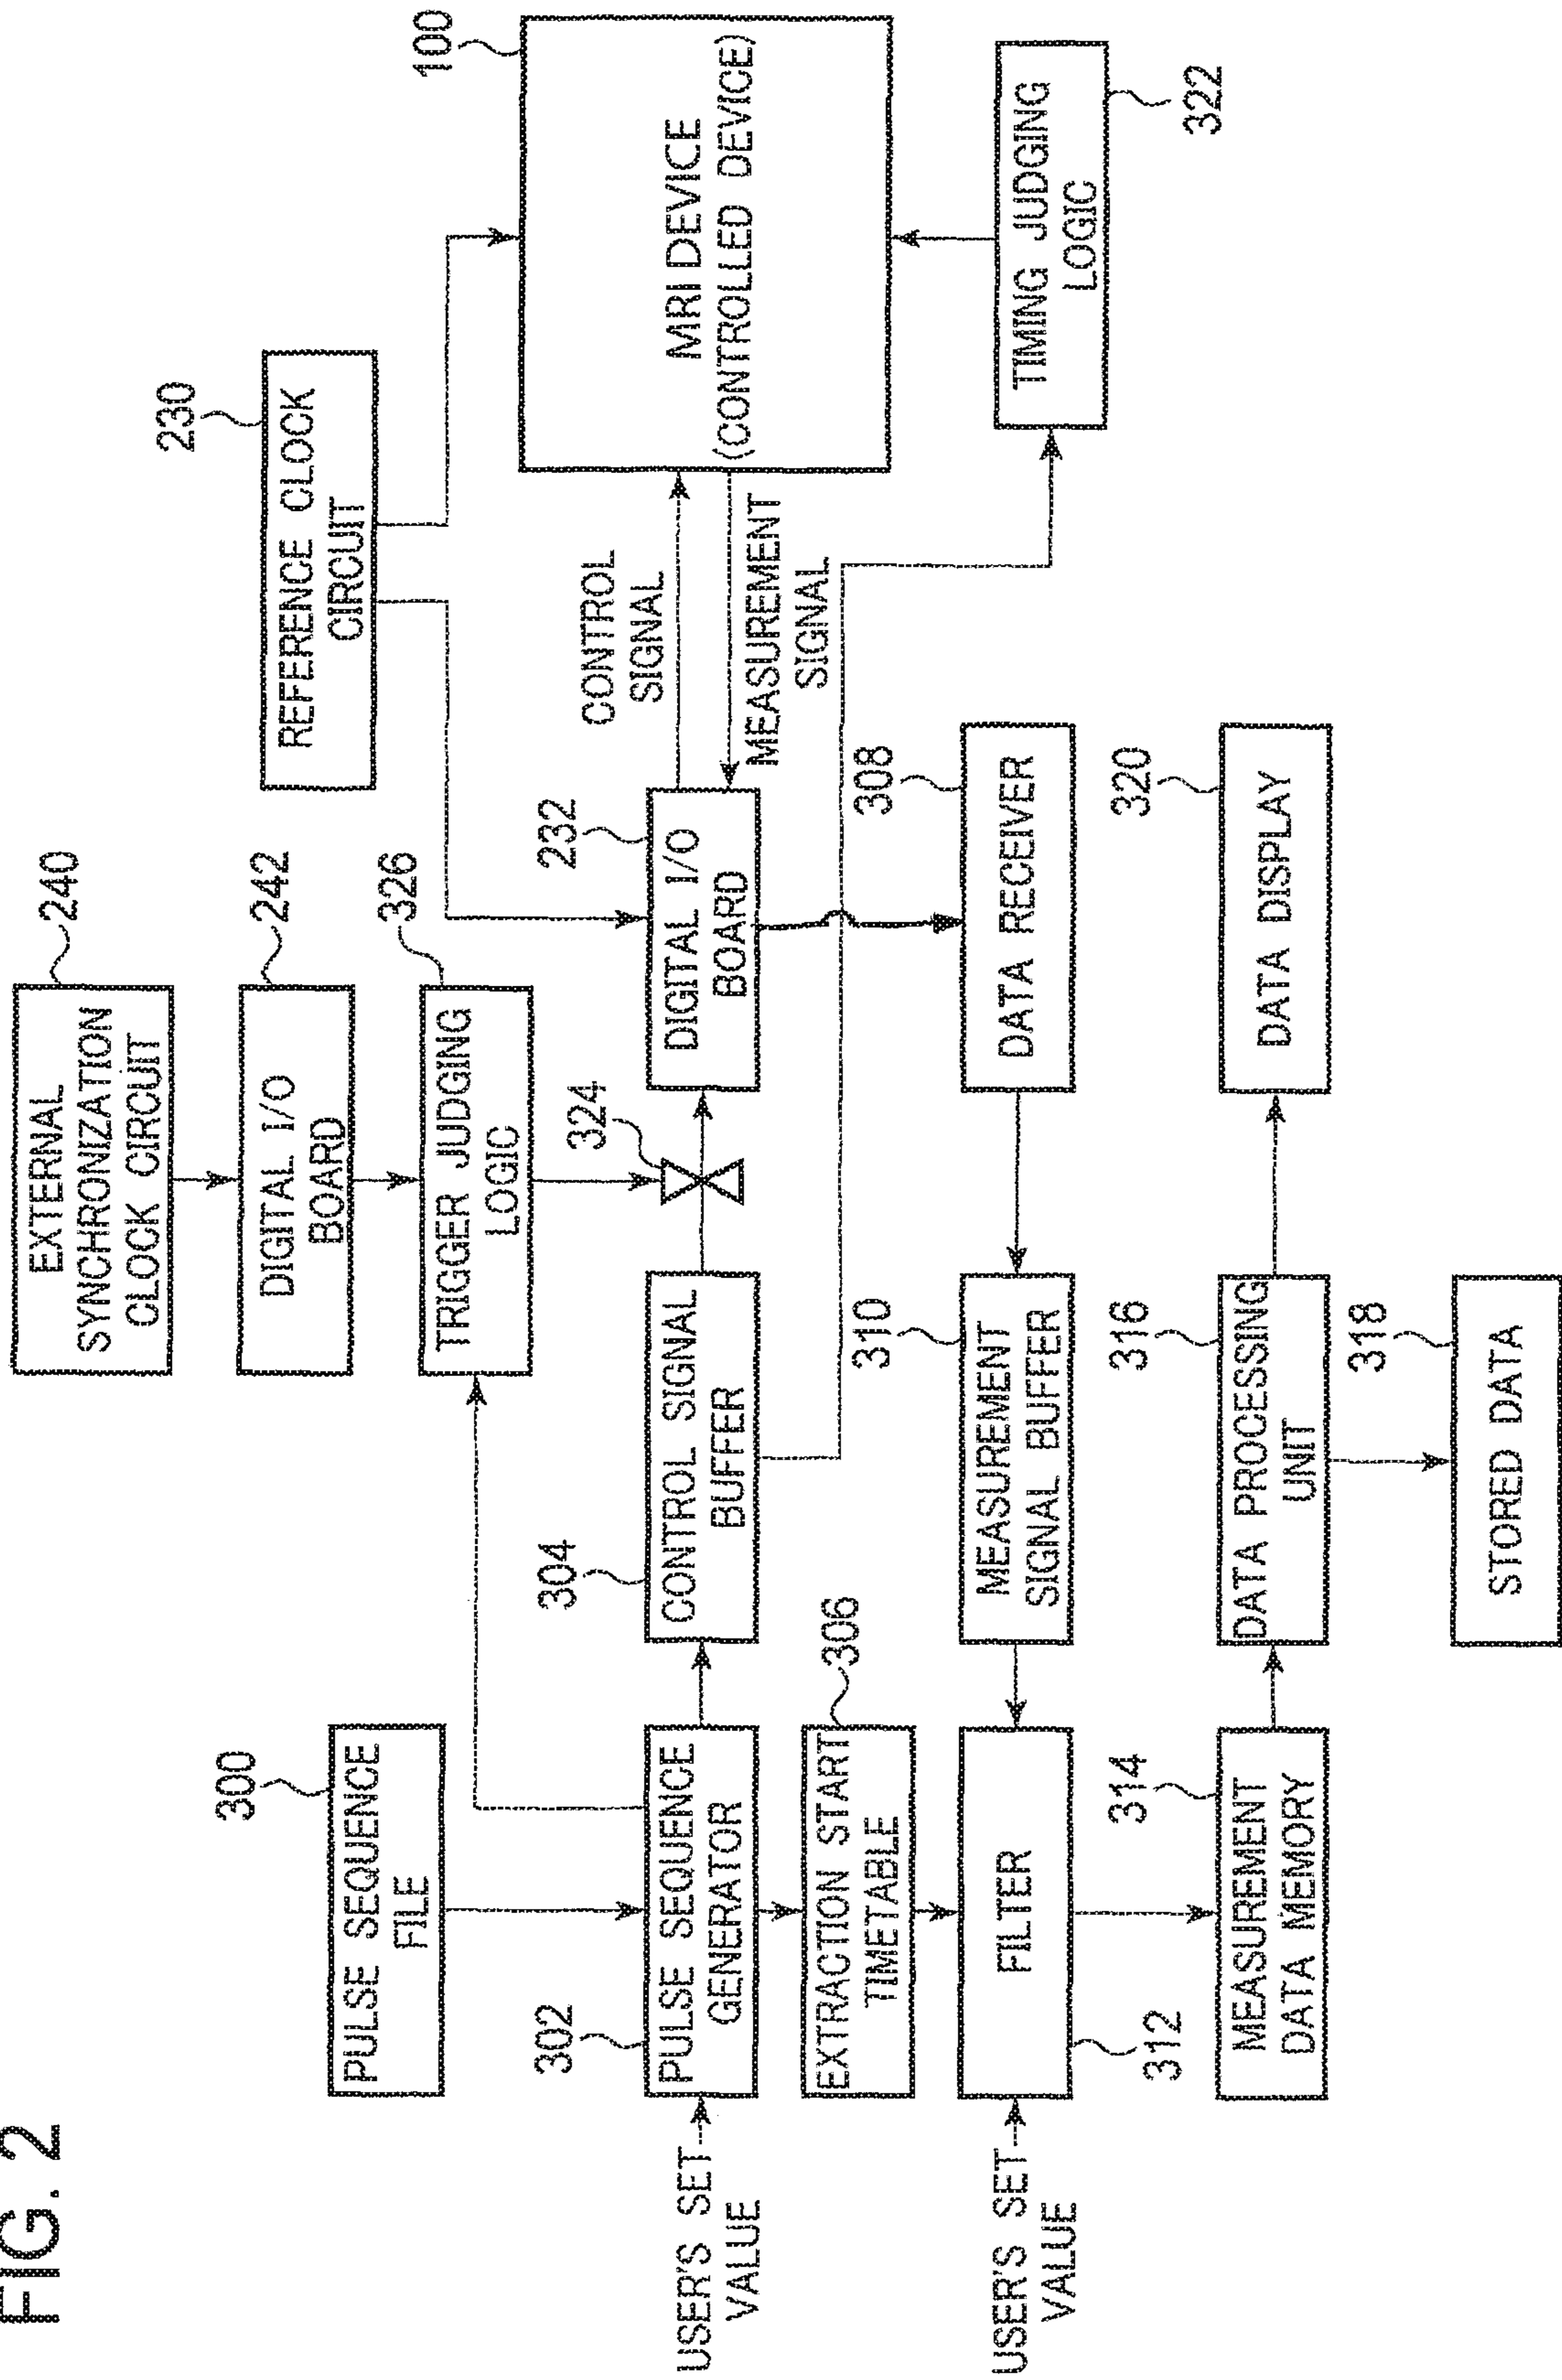 FIG. 2
240
EXTERNAL
SYNCHRONIZATION
CLOCK CIRCUIT
242
DIGITAL I/O
BOARD
230
REFERENCE CLOCK
CIRCUIT
300
PULSE SEQUENCE
FILE
326
TRIGGER JUDGING
LOGIC
100
MRI DEVICE
(CONTROLLED DEVICE)
324
CONTROL
SIGNAL
MEASUREMENT
SIGNAL
USER'S SET
VALUE
302
PULSE SEQUENCE
GENERATOR
304
CONTROL SIGNAL
BUFFER
232
DIGITAL I/O
BOARD
306
EXTRACTION START
TIMETABLE
USER'S SET
VALUE
FILTER
312
310
MEASUREMENT
SIGNAL BUFFER
308
DATA RECEIVER
TIMING JUDGING
LOGIC
322
314
MEASUREMENT
DATA MEMORY
316
DATA PROCESSING
UNIT
320
DATA DISPLAY
318
STORED DATA